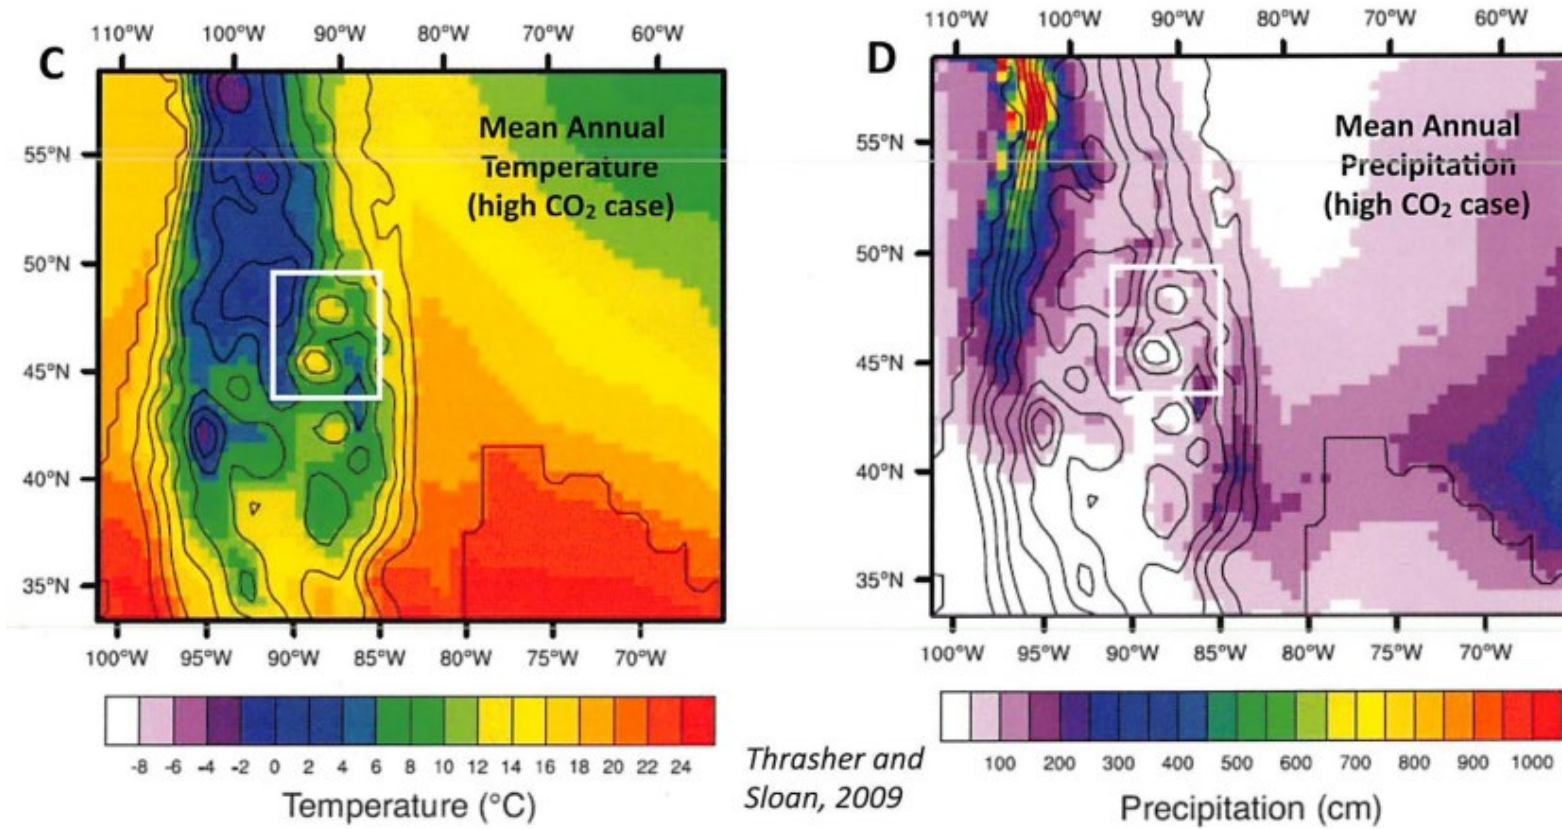 110°W 100°W 90°W 80°W 70°W 60°W
C
Mean Annual
Temperature
(high CO₂ case)
55°N
50°N
45°N
40°N
35°N
100°W 95°W 90°W 85°W 80°W 75°W 70°W
-8 -6 -4 -2 0 2 4 6 8 10 12 14 16 18 20 22 24
Temperature (°C)
Thrasher and
Sloan, 2009
110°W 100°W 90°W 80°W 70°W 60°W
D
Mean Annual
Precipitation
(high CO₂ case)
55°N
50°N
45°N
40°N
35°N
100°W 95°W 90°W 85°W 80°W 75°W 70°W
100 200 300 400 500 600 700 800 900 1000
Precipitation (cm)